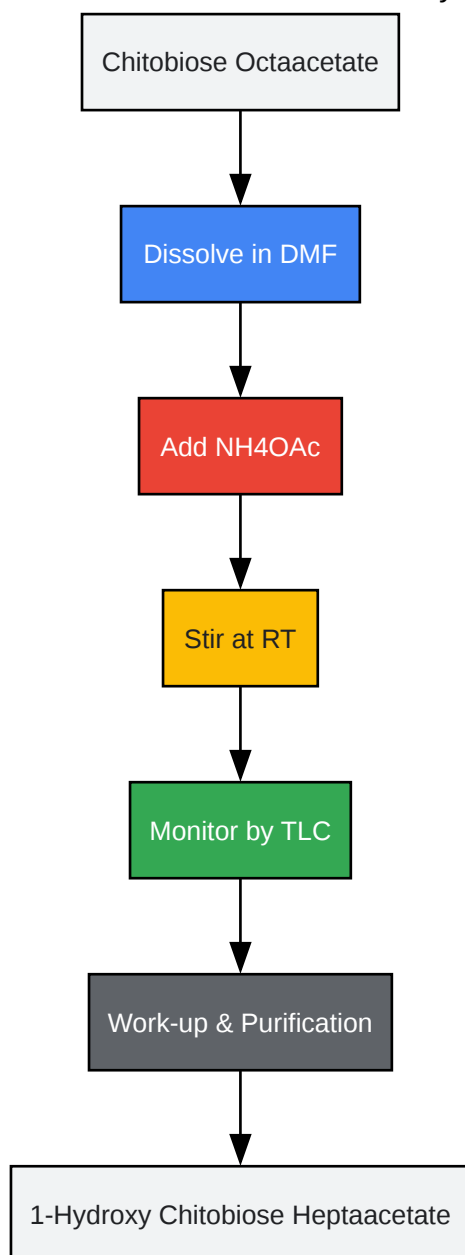 Chitobiose Octaacetate
Dissolve in DMF
Add NH4OAc
Stir at RT
Monitor by TLC
Work-up & Purification
1-Hydroxy Chitobiose Heptaacetate